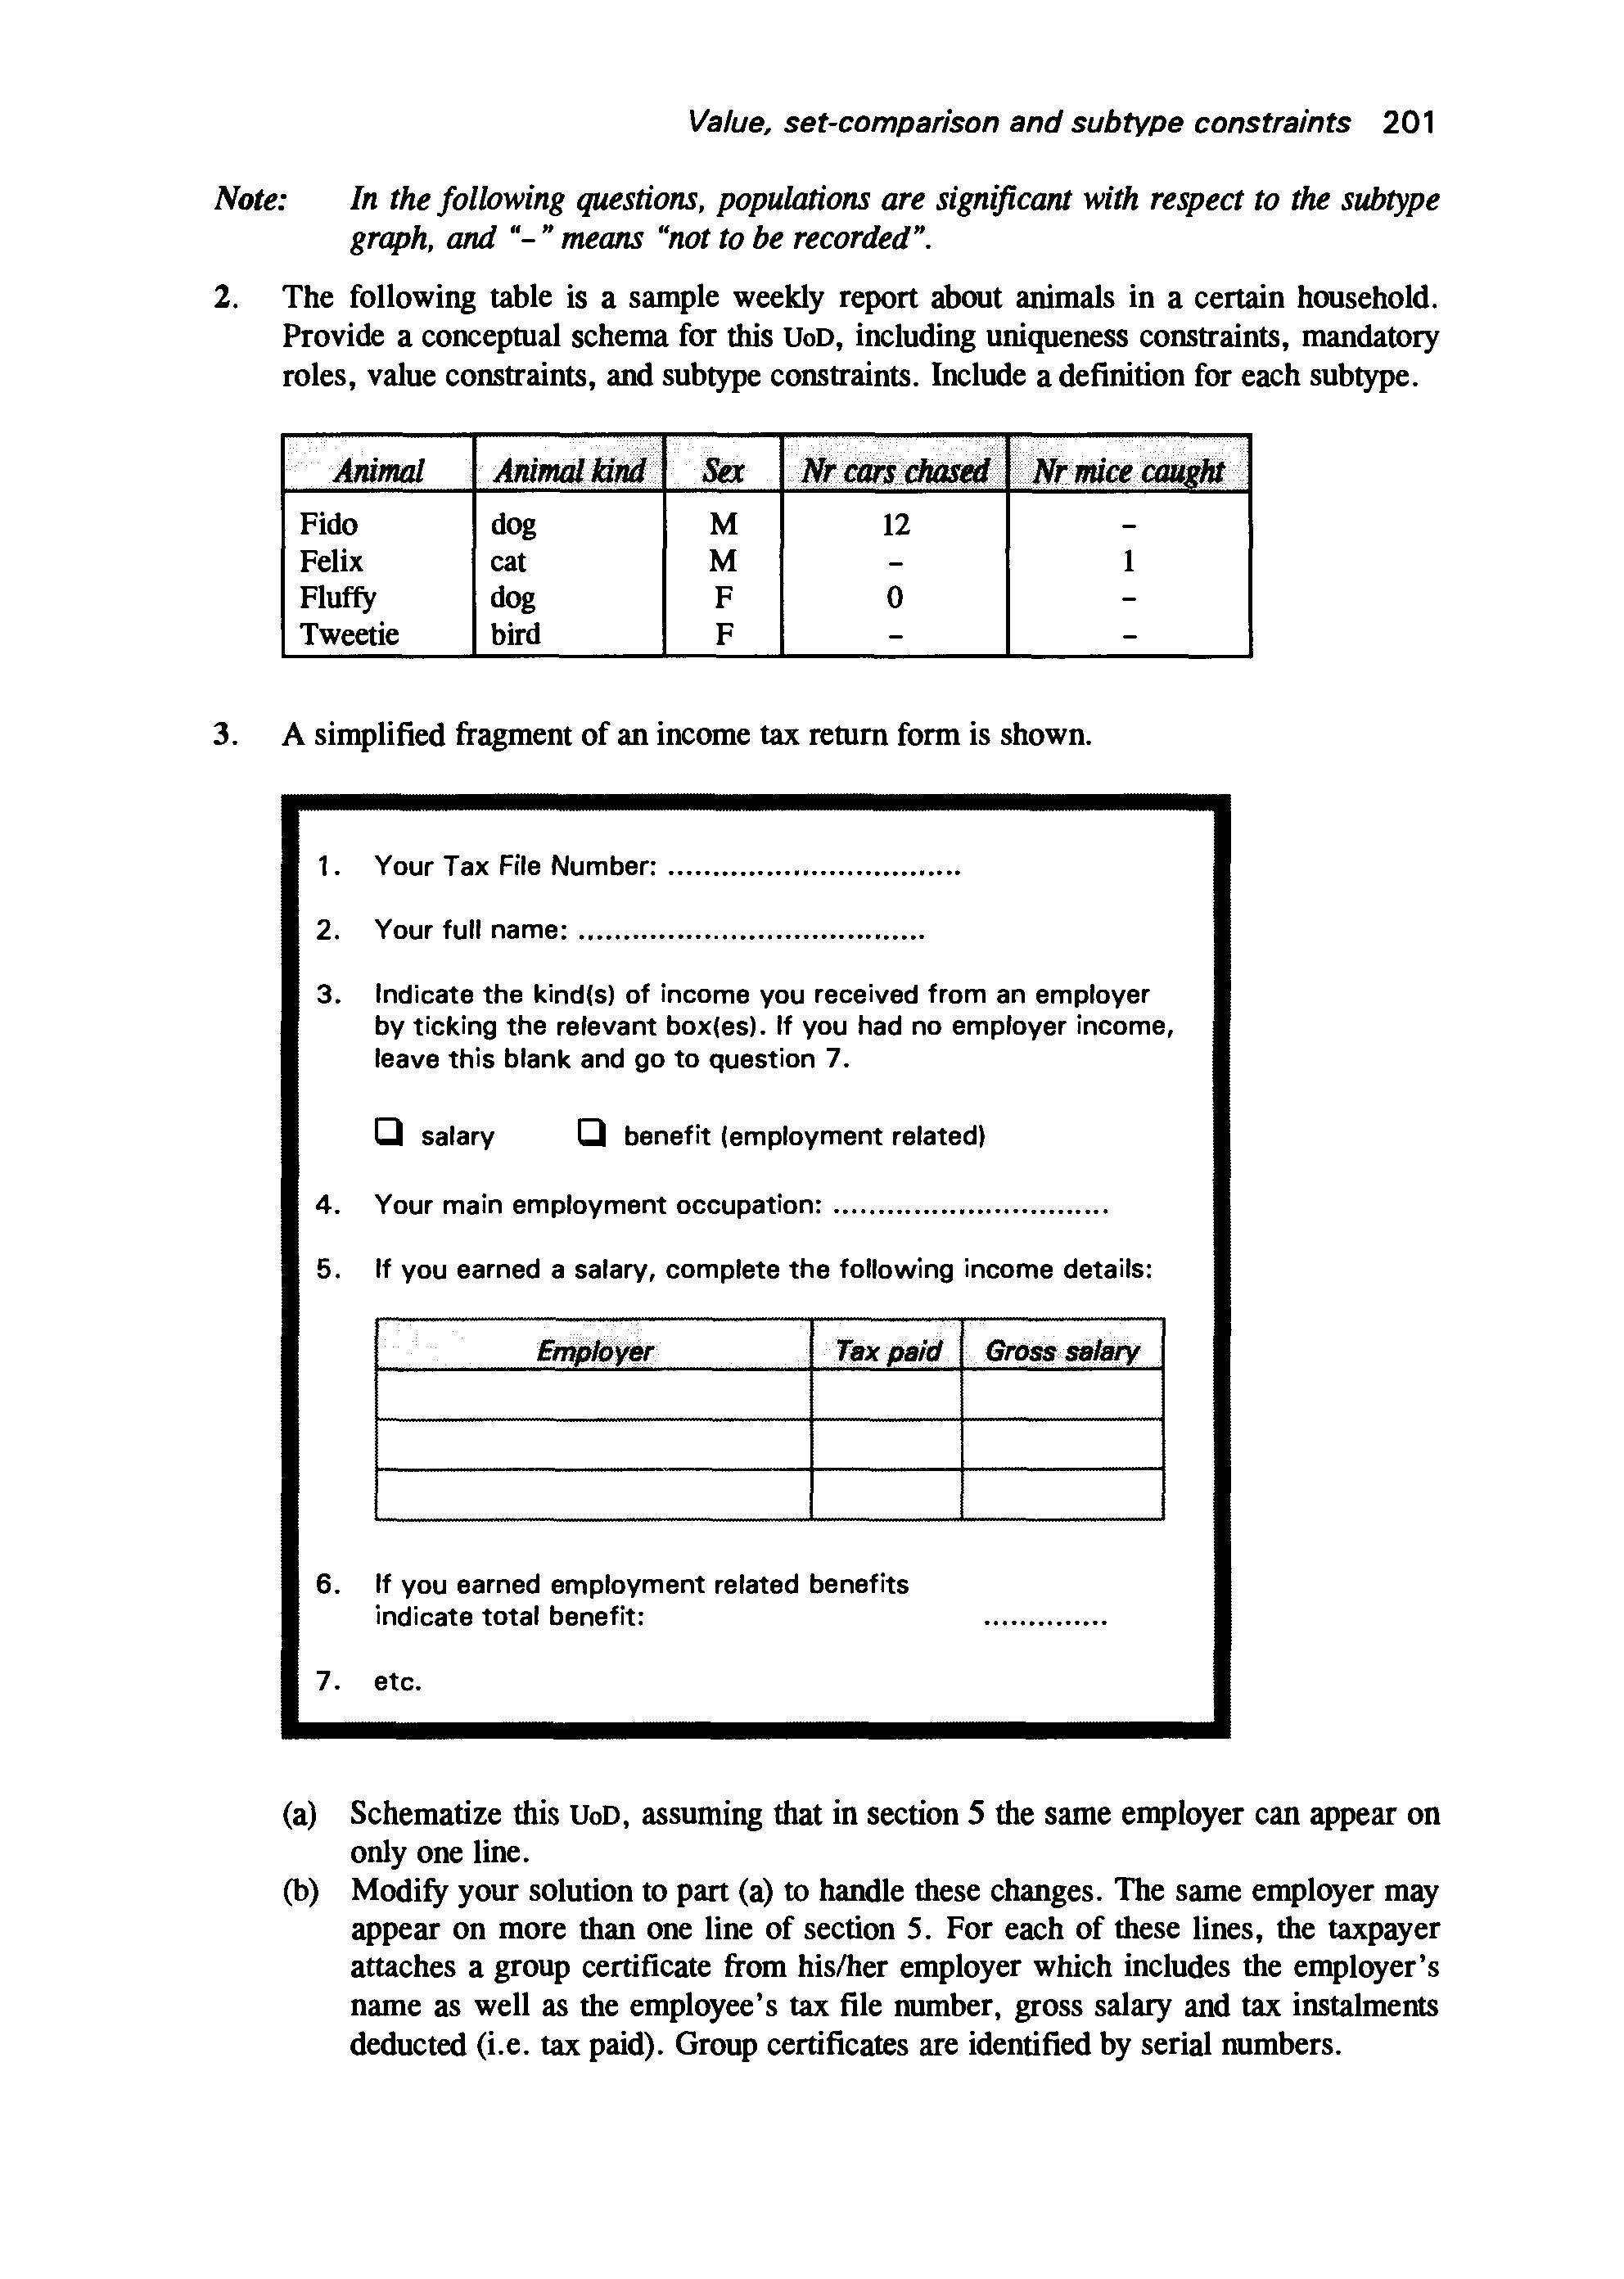 Value, set-comparison and subtype constraints 201
Note: In the following questions, populations are significant with respect to the subtype
graph, and “-” means “not to be recorded”.
2. The following table is a sample weekly report about animals in a certain household.
Provide a conceptual schema for this UoD, including uniqueness constraints, mandatory
roles, value constraints, and subtype constraints. Include a definition for each subtype.
Animal Animal kind Sex Nr cars chased Nr mice caught
Fido dog M 12 -
Felix cat M - 1
Fluffy dog F 0 -
Tweetie bird F - -
3. A simplified fragment of an income tax return form is shown.
1. Your Tax File Number: .................................
2. Your full name: .......................................
3. Indicate the kind(s) of income you received from an employer
by ticking the relevant box(es). If you had no employer income,
leave this blank and go to question 7.
❑ salary ❑ benefit (employment related)
4. Your main employment occupation: ...............................
5. If you earned a salary, complete the following income details:
Employer Tax paid Gross salary
6. If you earned employment related benefits
indicate total benefit: ..............
7. etc.
(a) Schematize this UoD, assuming that in section 5 the same employer can appear on
only one line.
(b) Modify your solution to part (a) to handle these changes. The same employer may
appear on more than one line of section 5. For each of these lines, the taxpayer
attaches a group certificate from his/her employer which includes the employer’s
name as well as the employee’s tax file number, gross salary and tax instalments
deducted (i.e. tax paid). Group certificates are identified by serial numbers.